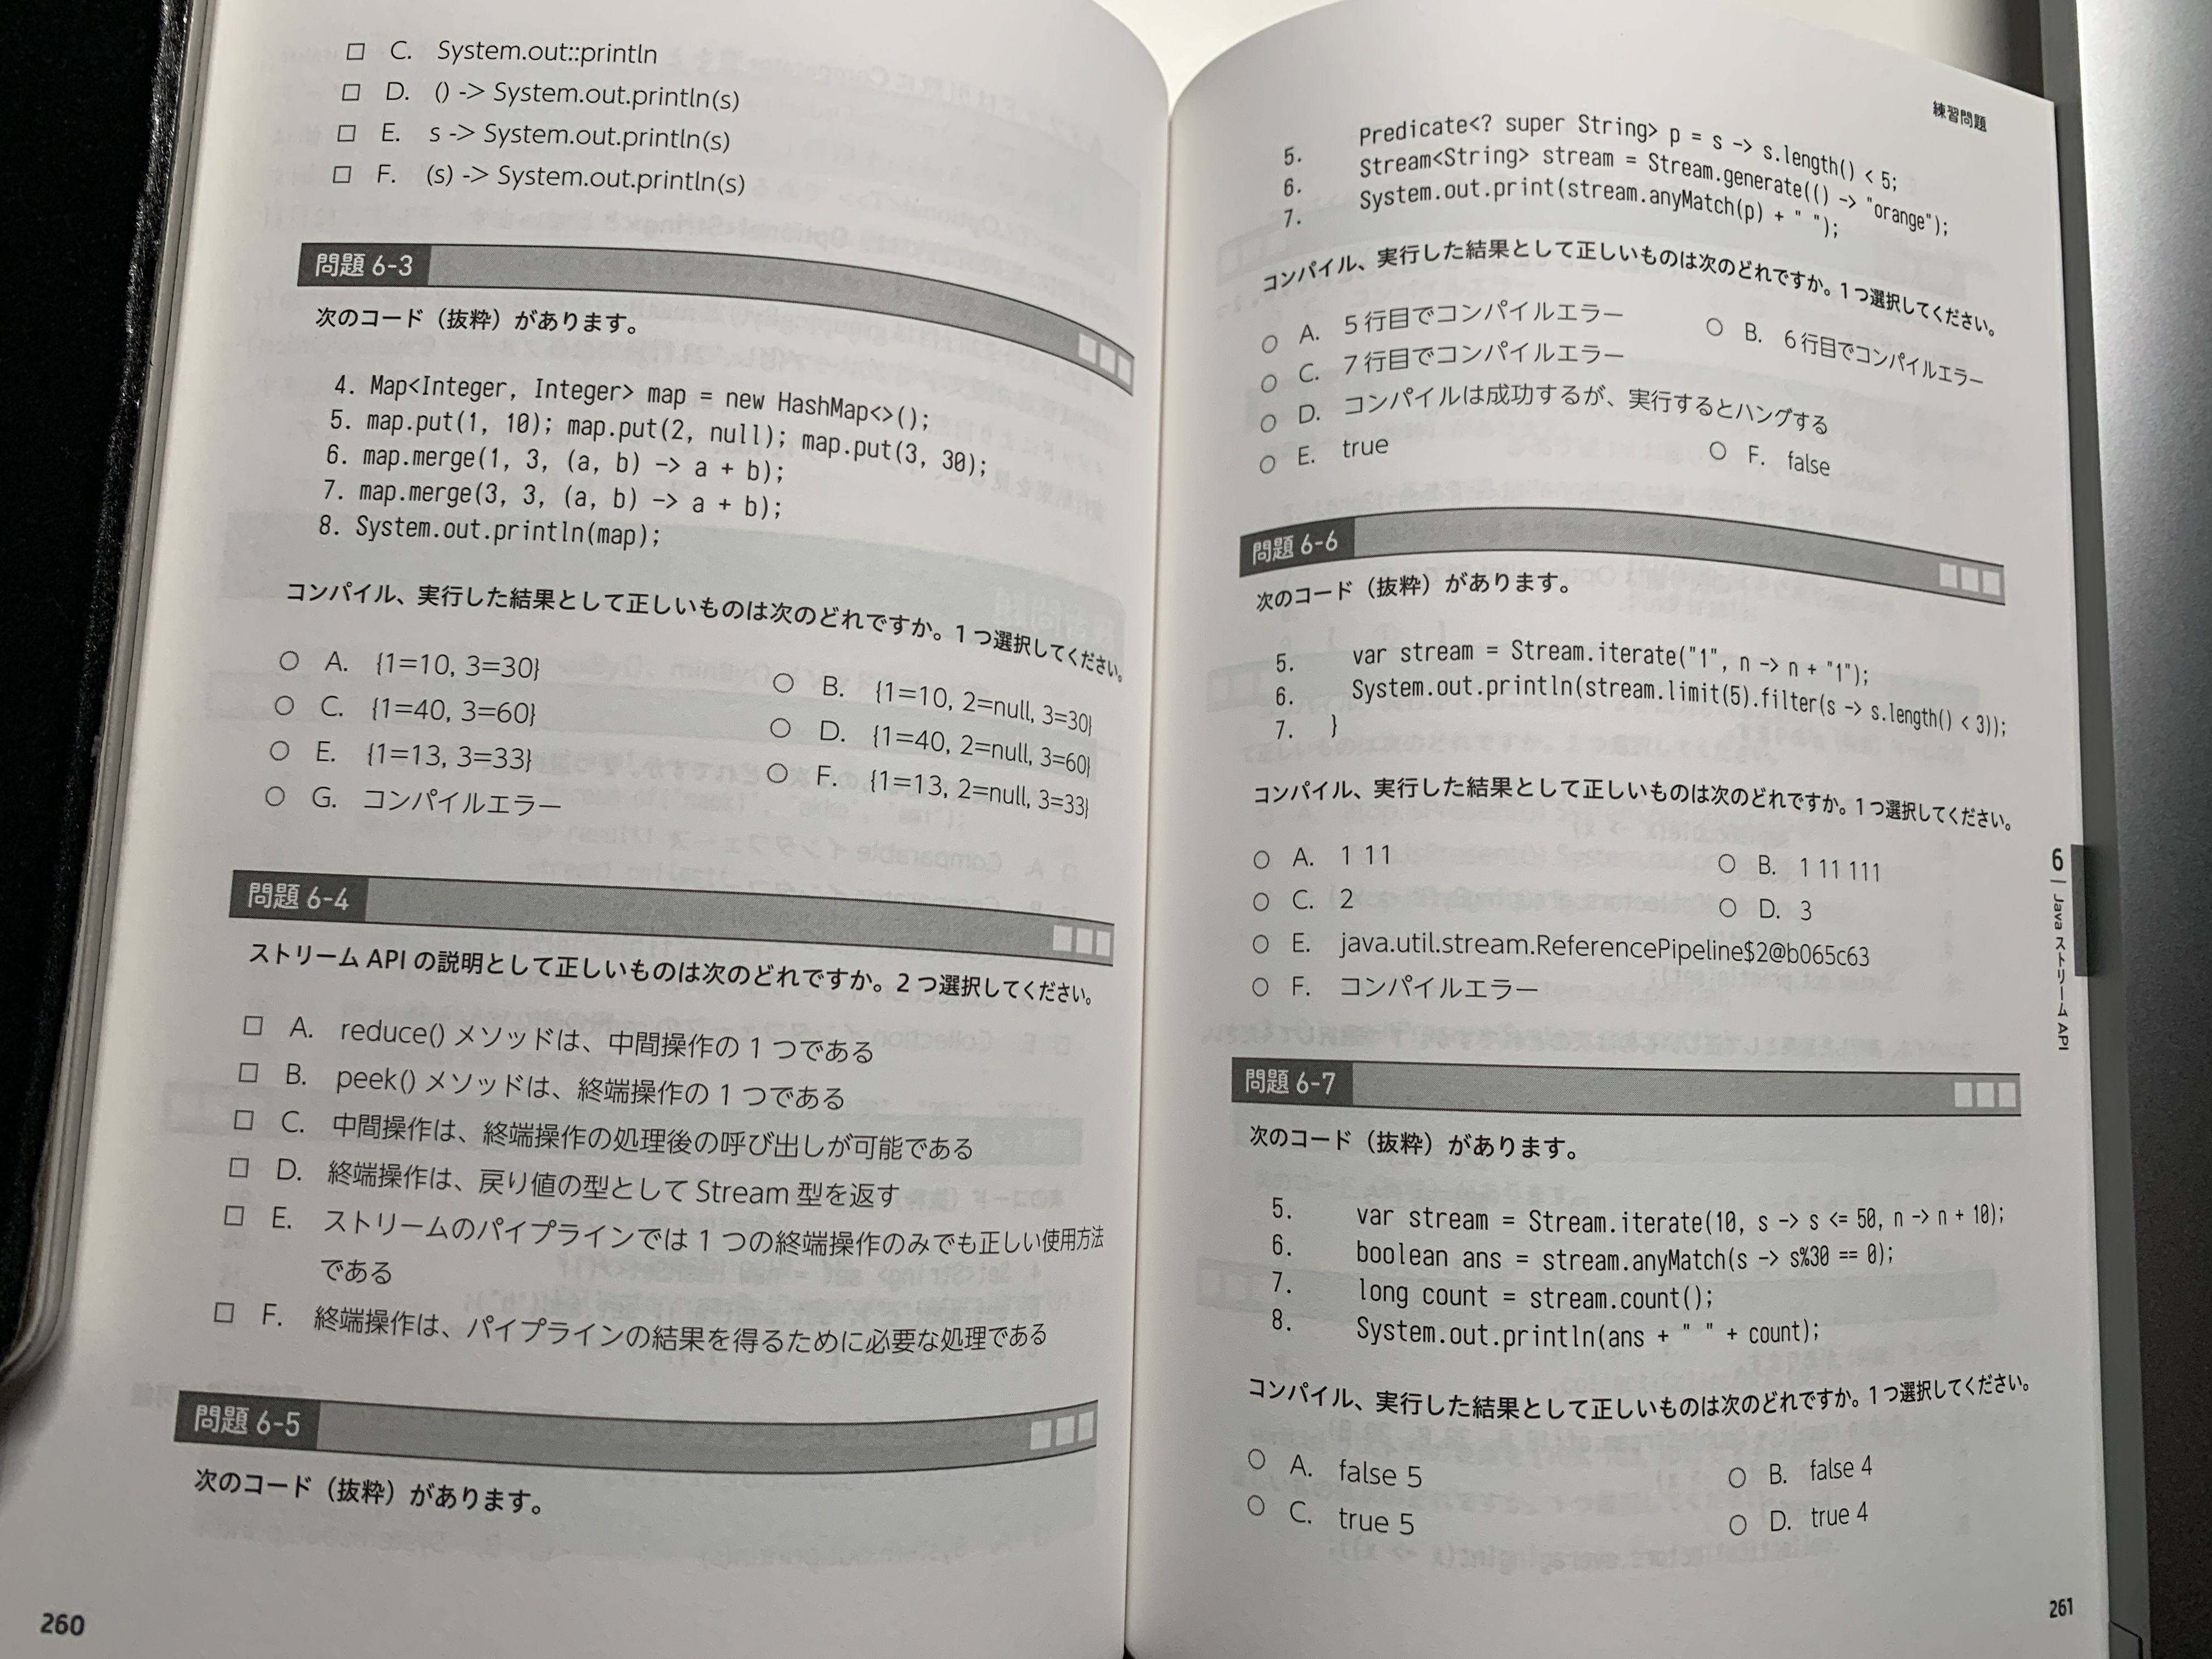 □ C. System.out::println
□ D. () -> System.out.println(s)
□ E. s -> System.out.println(s)
□ F. (s) -> System.out.println(s)
問題 6-3
次のコード（抜粋）があります。
4. Map<Integer, Integer> map = new HashMap<>();
5. map.put(1, 10); map.put(2, null); map.put(3, 30);
6. map.merge(1, 3, (a, b) -> a + b);
7. map.merge(3, 3, (a, b) -> a + b);
8. System.out.println(map);
コンパイル、実行した結果として正しいものは次のどれですか。1つ選択してください。
○ A. {1=10, 3=30}
○ B. {1=10, 2=null, 3=30}
○ C. {1=40, 3=60}
○ D. {1=40, 2=null, 3=60}
○ E. {1=13, 3=33}
○ F. {1=13, 2=null, 3=33}
○ G. コンパイルエラー
問題 6-4
ストリーム API の説明として正しいものは次のどれですか。2つ選択してください。
□ A. reduce() メソッドは、中間操作の 1 つである
□ B. peek() メソッドは、終端操作の 1 つである
□ C. 中間操作は、終端操作の処理後の呼び出しが可能である
□ D. 終端操作は、戻り値の型として Stream 型を返す
□ E. ストリームのパイプラインでは 1 つの終端操作のみでも正しい使用方法
である
□ F. 終端操作は、パイプラインの結果を得るために必要な処理である
問題 6-5
次のコード（抜粋）があります。
260
練習問題
5. Predicate<? super String> p = s -> s.length() < 5;
6. Stream<String> stream = Stream.generate(() -> "orange");
7. System.out.print(stream.anyMatch(p) + " ");
コンパイル、実行した結果として正しいものは次のどれですか。1つ選択してください。
○ A. 5 行目でコンパイルエラー
○ B. 6 行目でコンパイルエラー
○ C. 7 行目でコンパイルエラー
○ D. コンパイルは成功するが、実行するとハングする
○ E. true
○ F. false
問題 6-6
次のコード（抜粋）があります。
5. var stream = Stream.iterate("1", n -> n + "1");
6. System.out.println(stream.limit(5).filter(s -> s.length() < 3));
7. }
コンパイル、実行した結果として正しいものは次のどれですか。1つ選択してください。
○ A. 1 11
○ B. 1 11 111
○ C. 2
○ D. 3
○ E. java.util.stream.ReferencePipeline$2@b065c63
○ F. コンパイルエラー
問題 6-7
次のコード（抜粋）があります。
5. var stream = Stream.iterate(10, s -> s <= 50, n -> n + 10);
6. boolean ans = stream.anyMatch(s -> s%30 == 0);
7. long count = stream.count();
8. System.out.println(ans + " " + count);
コンパイル、実行した結果として正しいものは次のどれですか。1つ選択してください。
○ A. false 5
○ B. false 4
○ C. true 5
○ D. true 4
6 | Java ストリーム API
261